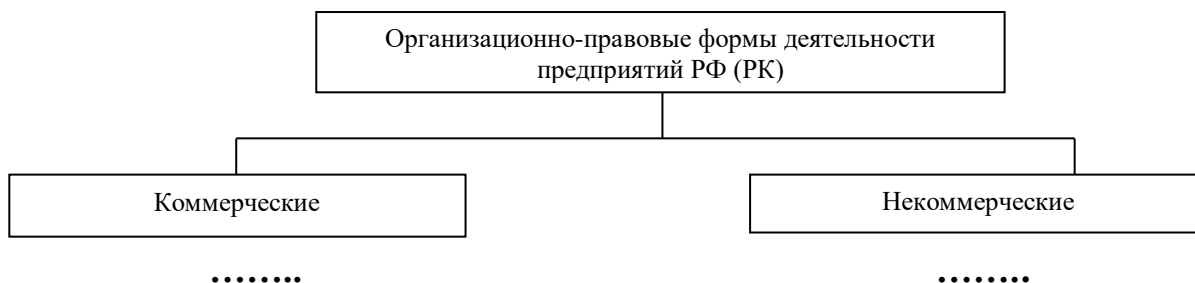 Организационно-правовые формы деятельности
предприятий РФ (РК)
Коммерческие
Некоммерческие
……..
……..